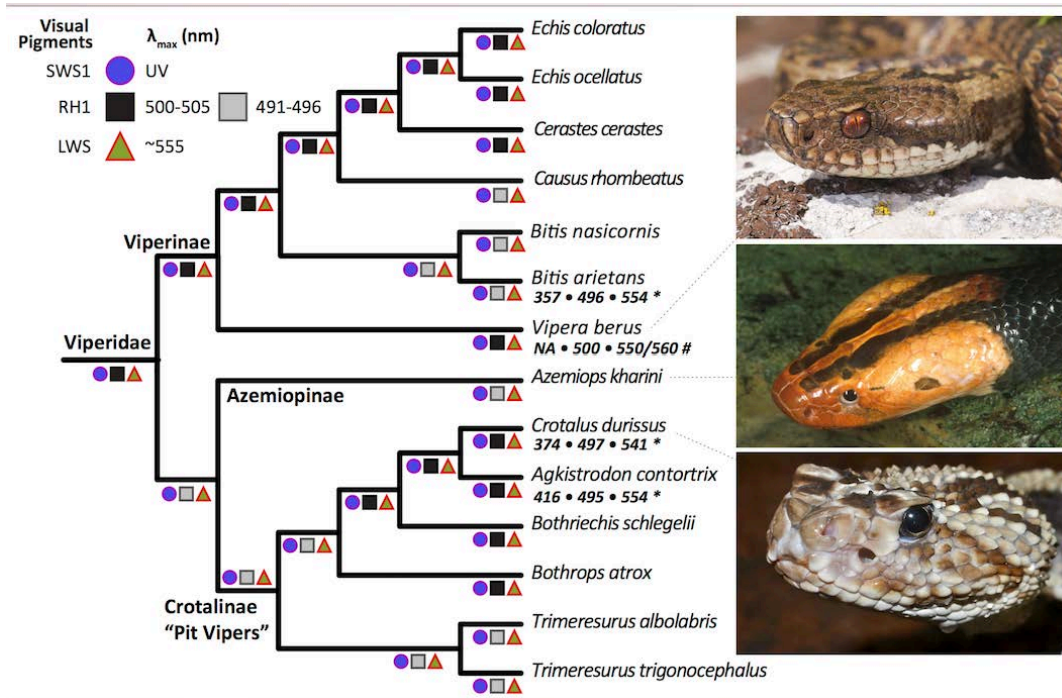 Visual
Pigments
λmax (nm)
SWS1 UV
RH1 500-505 491-496
LWS ~555
Echis coloratus
Echis ocellatus
Cerastes cerastes
Causus rhombeatus
Bitis nasicornis
Viperinae
Bitis arietans
357 • 496 • 554 *
Vipera berus
NA • 500 • 550/560 #
Viperidae
Azemiops kharini
Azemiopinae
Crotalus durissus
374 • 497 • 541 *
Agkistrodon contortrix
416 • 495 • 554 *
Bothriechis schlegelii
Bothrops atrox
Crotalinae
“Pit Vipers”
Trimeresurus albolabris
Trimeresurus trigonocephalus